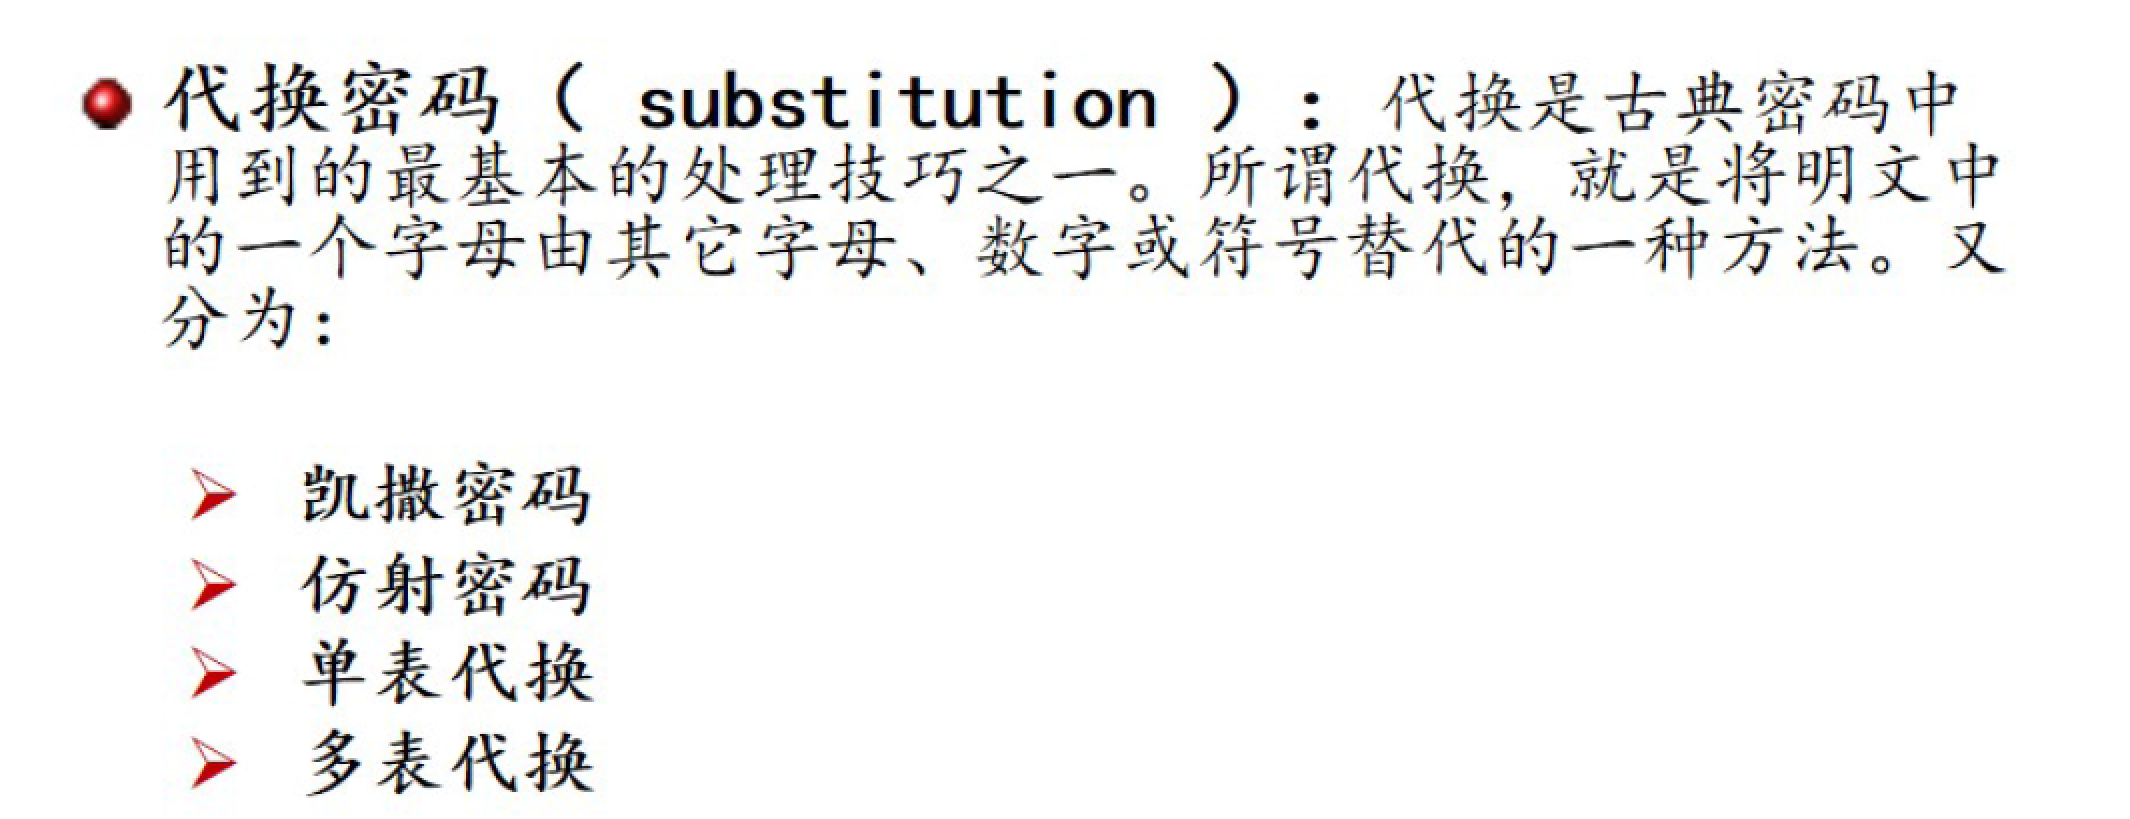 代换密码（ substitution ）：代换是古典密码中
用到的最基本的处理技巧之一。所谓代换，就是将明文中
的一个字母由其它字母、数字或符号替代的一种方法。又
分为：
凯撒密码
仿射密码
单表代换
多表代换